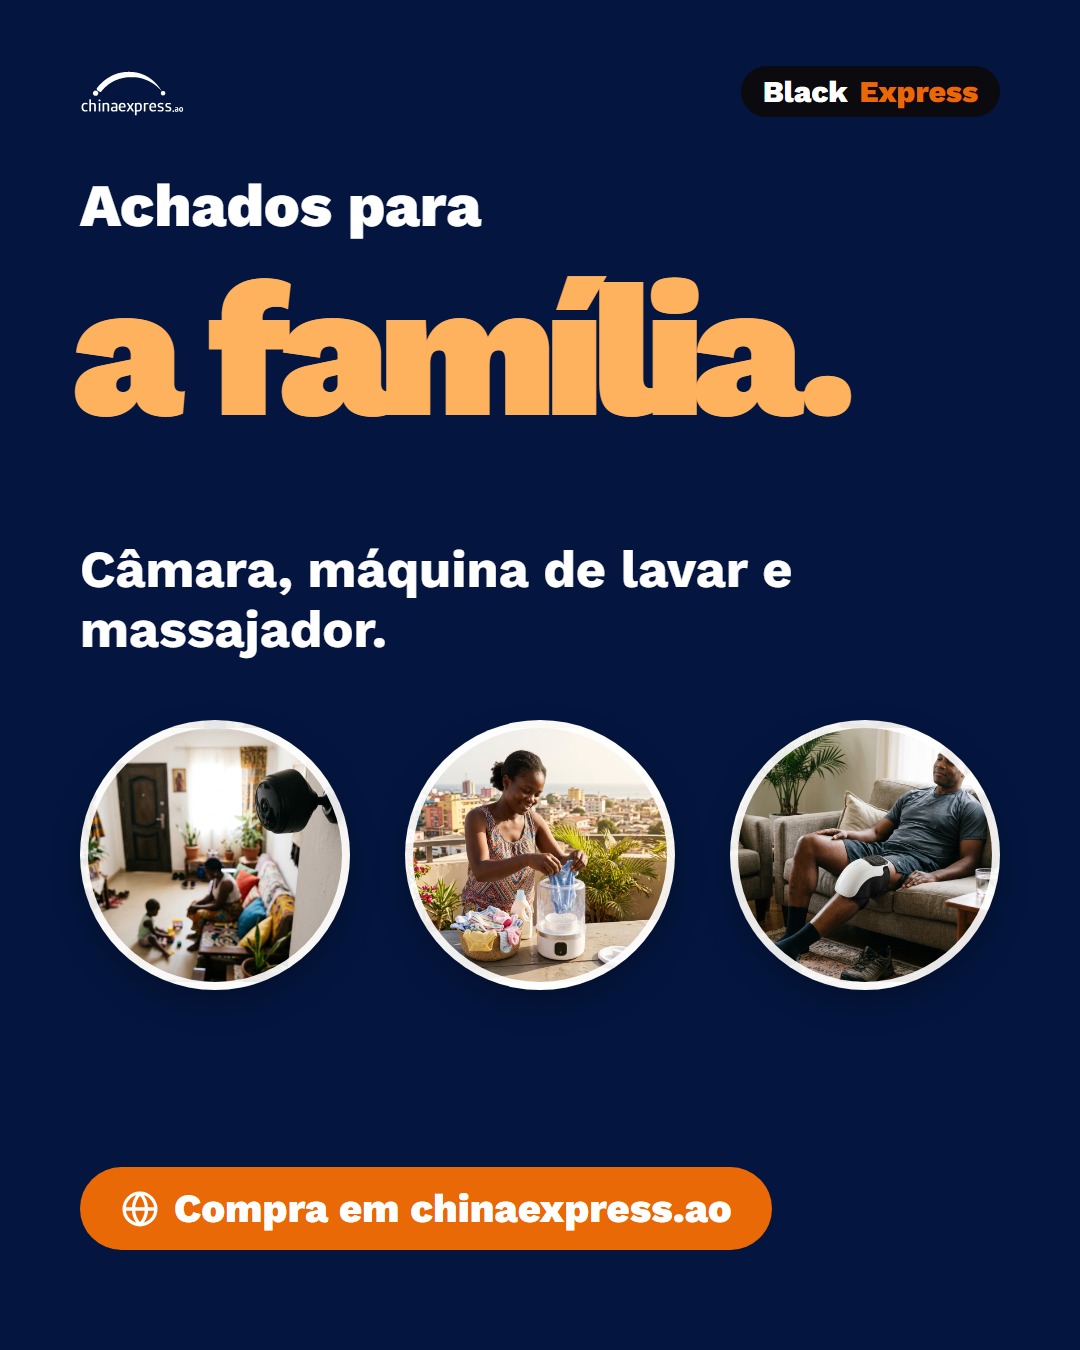 chinaexpress.ao
Black Express
Achados para
a família.
Câmara, máquina de lavar e
massajador.
Compra em chinaexpress.ao